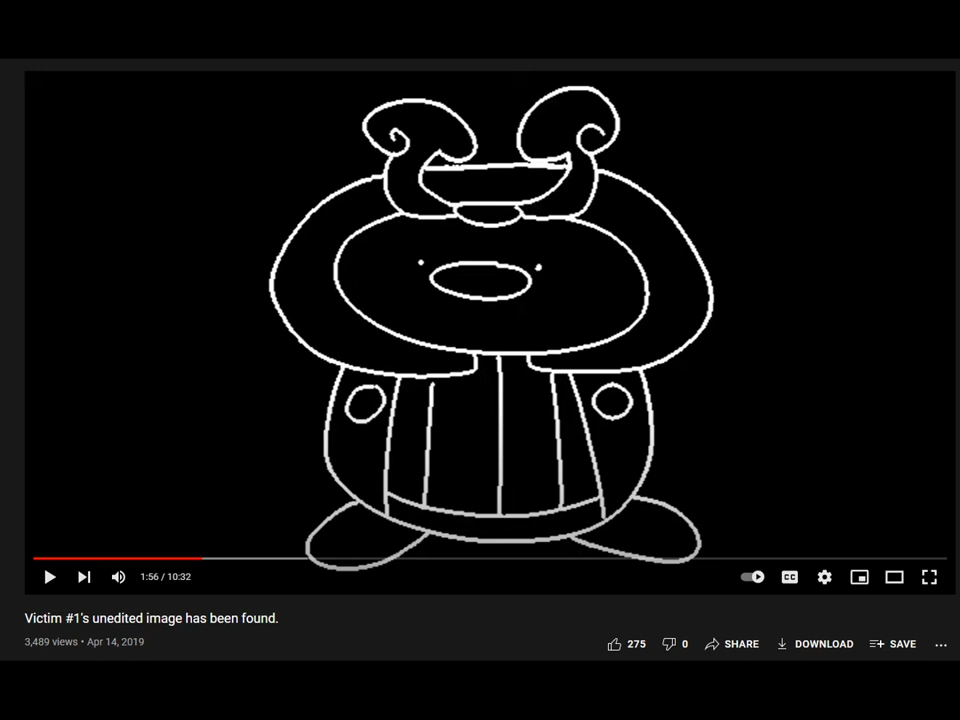 1:56 / 10:32
CC
Victim #1's unedited image has been found.
3,489 views • Apr 14, 2019
275
0
SHARE
DOWNLOAD
SAVE